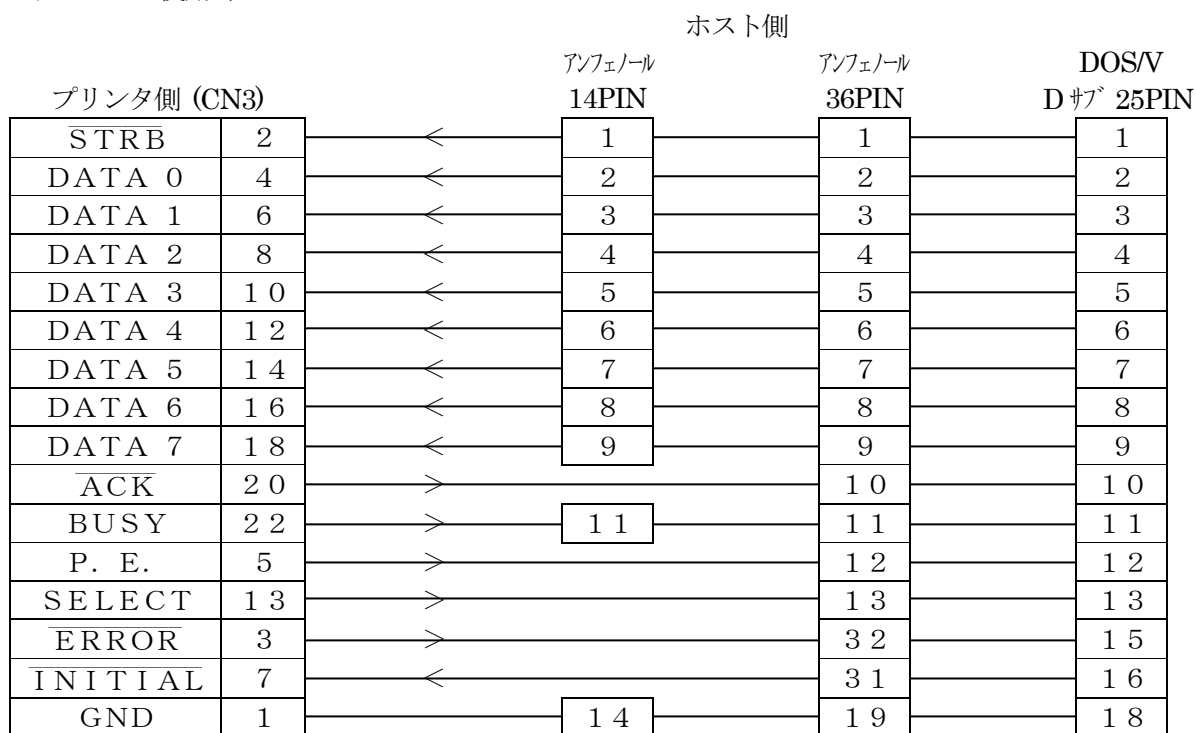 ホスト側
アンフェノール アンフェノール DOS/V
プリンタ側 (CN3) 14PIN 36PIN Dサブ 25PIN
STRB 2 1 1 1
DATA 0 4 2 2 2
DATA 1 6 3 3 3
DATA 2 8 4 4 4
DATA 3 10 5 5 5
DATA 4 12 6 6 6
DATA 5 14 7 7 7
DATA 6 16 8 8 8
DATA 7 18 9 9 9
ACK 20 10 10
BUSY 22 11 11 11
P. E. 5 12 12
SELECT 13 13 13
ERROR 3 32 15
INITIAL 7 31 16
GND 1 14 19 18